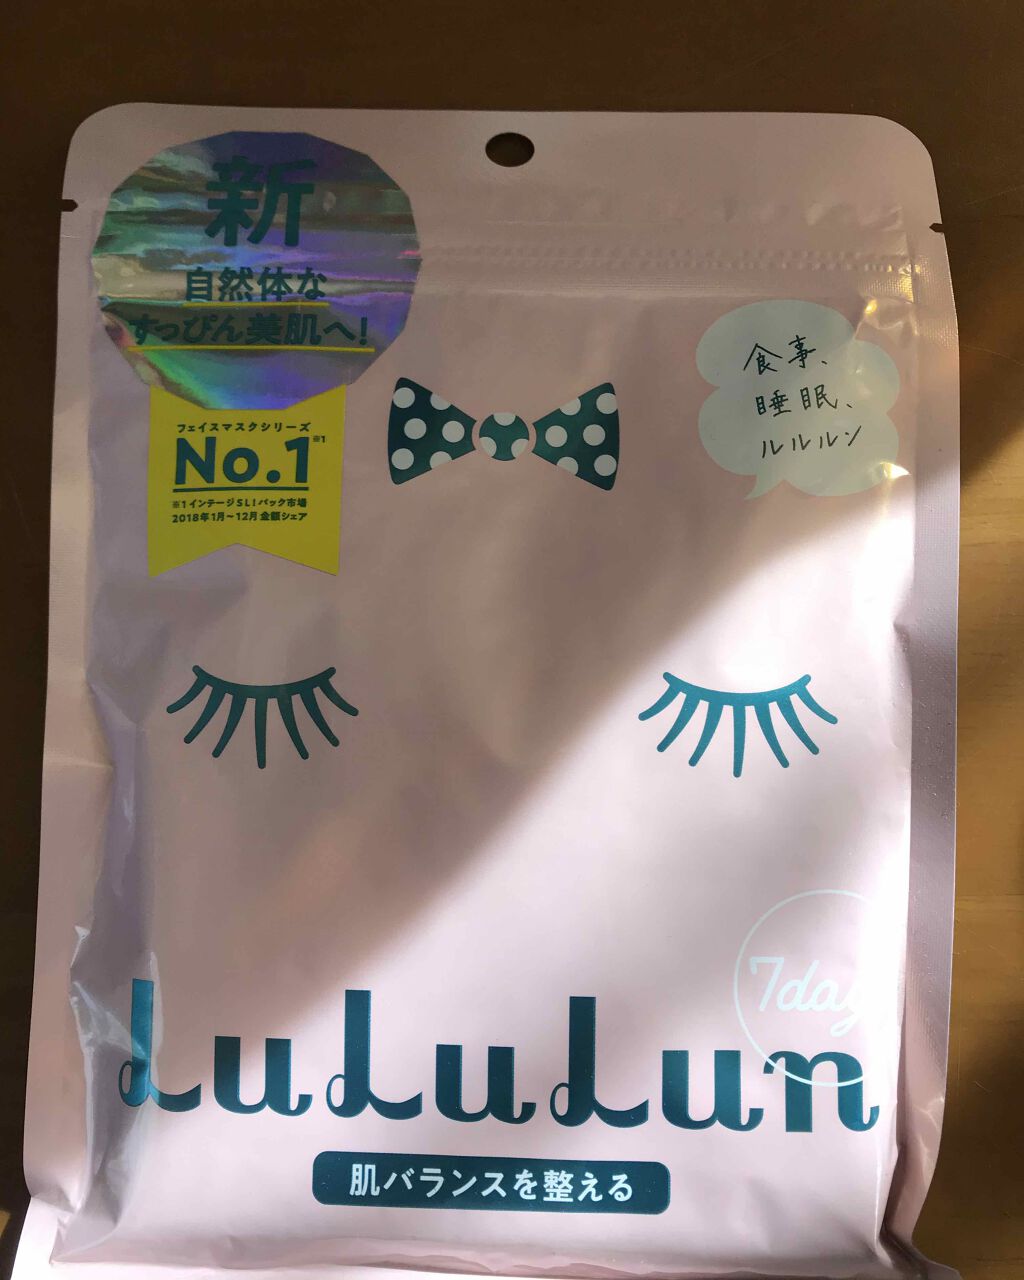 新
自然体な
すっぴん美肌へ!
フェイスマスクシリーズ
No.1※1
※1 インテージSLIパック市場
2018年1月～12月 金額シェア
食事、
睡眠、
ルルルン
7day
LuLuLun
肌バランスを整える